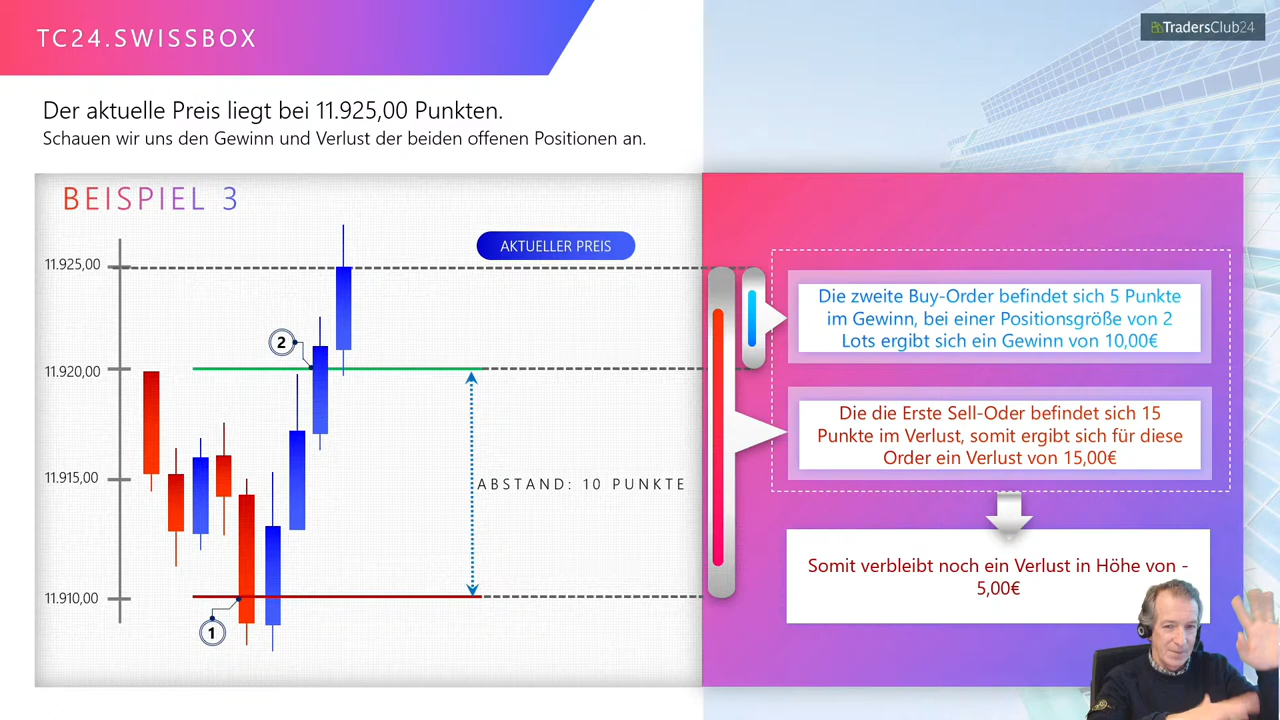 TC24.SWISSBOX
TradersClub24
Der aktuelle Preis liegt bei 11.925,00 Punkten.
Schauen wir uns den Gewinn und Verlust der beiden offenen Positionen an.
BEISPIEL 3
AKTUELLER PREIS
11.925,00
2
11.920,00
11.915,00
ABSTAND: 10 PUNKTE
11.910,00
1
Die zweite Buy-Order befindet sich 5 Punkte
im Gewinn, bei einer Positionsgröße von 2
Lots ergibt sich ein Gewinn von 10,00€
Die die Erste Sell-Oder befindet sich 15
Punkte im Verlust, somit ergibt sich für diese
Order ein Verlust von 15,00€
Somit verbleibt noch ein Verlust in Höhe von -
5,00€